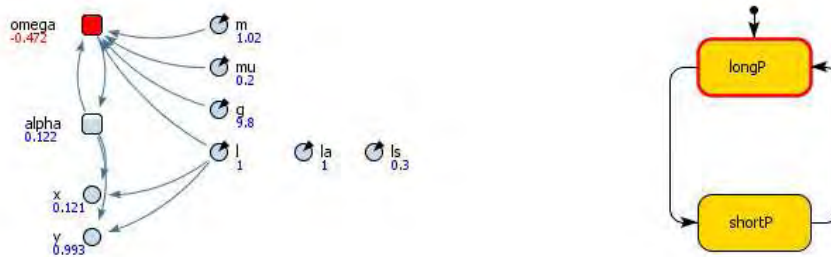 omega
-0.472
m
1.02
mu
0.2
g
9.8
alpha
0.122
l
1
la
1
ls
0.3
x
0.121
y
0.993
longP
shortP